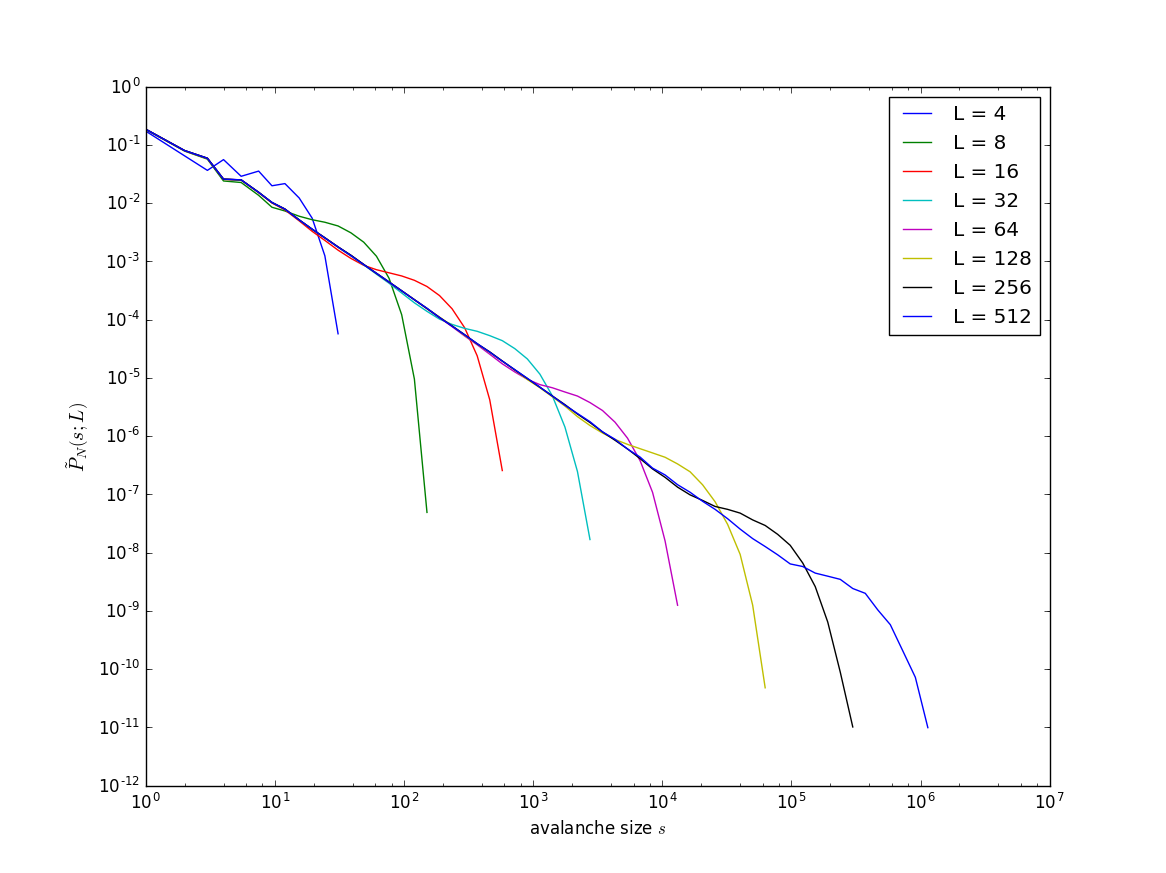 10^0
10^-1
10^-2
10^-3
10^-4
10^-5
10^-6
10^-7
10^-8
10^-9
10^-10
10^-11
10^-12
P̃_N(s; L)
L = 4
L = 8
L = 16
L = 32
L = 64
L = 128
L = 256
L = 512
10^0 10^1 10^2 10^3 10^4 10^5 10^6 10^7
avalanche size s